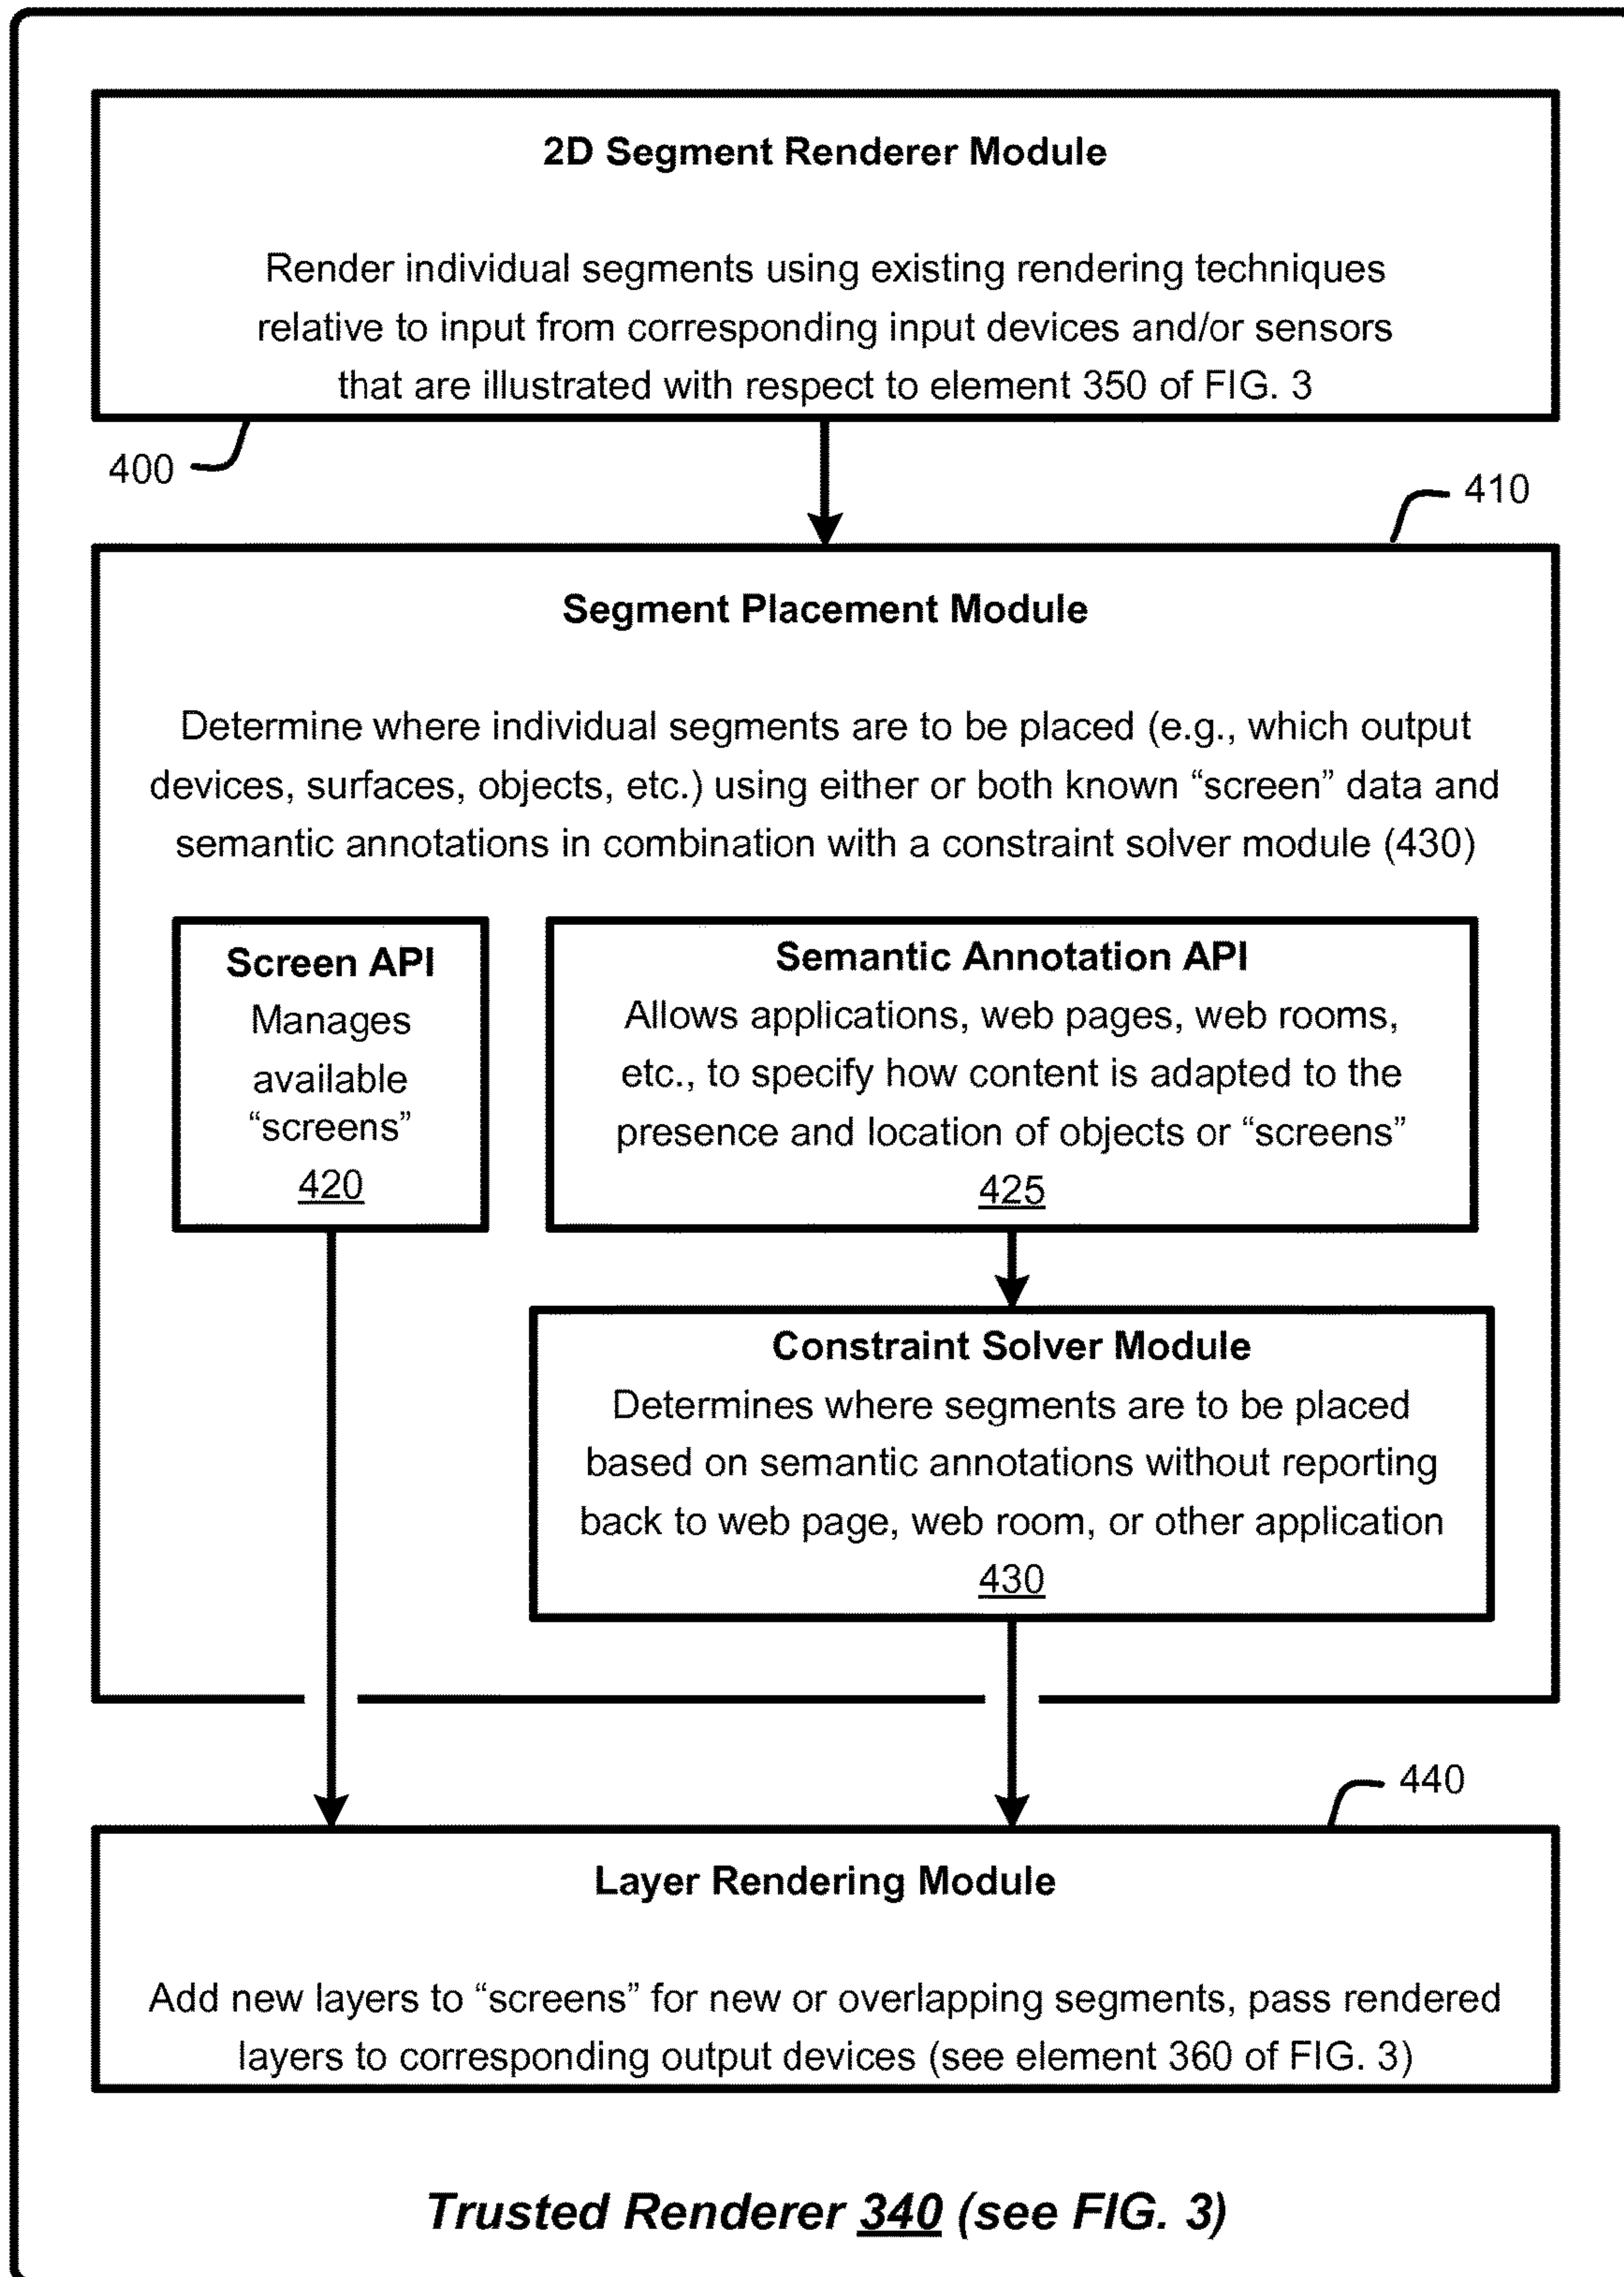 2D Segment Renderer Module
Render individual segments using existing rendering techniques
relative to input from corresponding input devices and/or sensors
that are illustrated with respect to element 350 of FIG. 3
400
410
Segment Placement Module
Determine where individual segments are to be placed (e.g., which output
devices, surfaces, objects, etc.) using either or both known “screen” data and
semantic annotations in combination with a constraint solver module (430)
Screen API
Manages
available
“screens”
420
Semantic Annotation API
Allows applications, web pages, web rooms,
etc., to specify how content is adapted to the
presence and location of objects or “screens”
425
Constraint Solver Module
Determines where segments are to be placed
based on semantic annotations without reporting
back to web page, web room, or other application
430
440
Layer Rendering Module
Add new layers to “screens” for new or overlapping segments, pass rendered
layers to corresponding output devices (see element 360 of FIG. 3)
Trusted Renderer 340 (see FIG. 3)